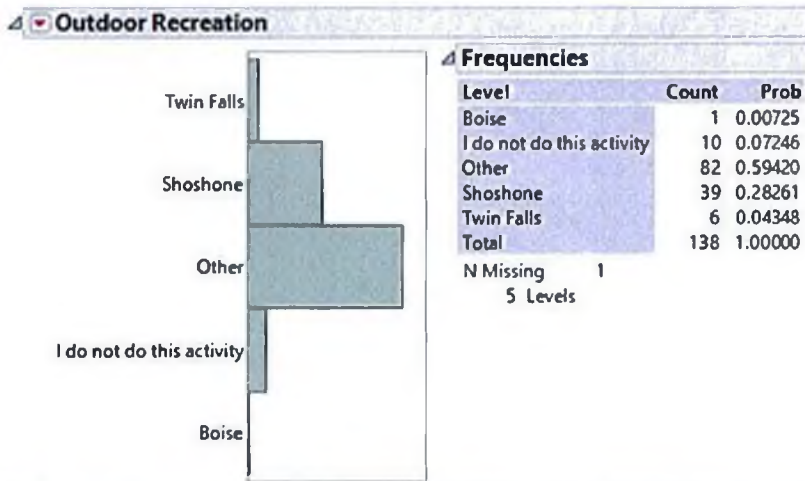 Outdoor Recreation
Twin Falls
Shoshone
Other
I do not do this activity
Boise
Frequencies
Level Count Prob
Boise 1 0.00725
I do not do this activity 10 0.07246
Other 82 0.59420
Shoshone 39 0.28261
Twin Falls 6 0.04348
Total 138 1.00000
N Missing 1
5 Levels